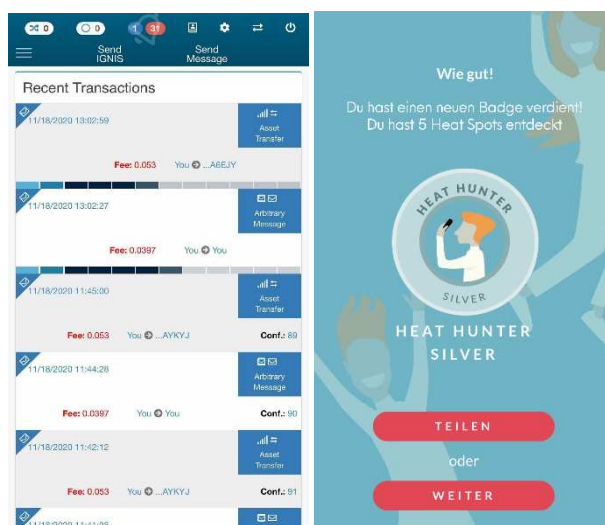 0 0 1 31
Send IGNIS
Send Message
Recent Transactions
11/18/2020 13:02:59
Asset Transfer
Fee: 0.053 You ...A6EJY
11/18/2020 13:02:27
Arbitrary Message
Fee: 0.0397 You You
11/18/2020 11:45:00
Asset Transfer
Fee: 0.053 You ...AYKYJ Conf.: 89
11/18/2020 11:44:28
Arbitrary Message
Fee: 0.0397 You You Conf.: 90
11/18/2020 11:42:12
Asset Transfer
Fee: 0.053 You ...AYKYJ Conf.: 91
Wie gut!
Du hast einen neuen Badge verdient!
Du hast 5 Heat Spots entdeckt
HEAT HUNTER
SILVER
HEAT HUNTER
SILVER
TEILEN
oder
WEITER